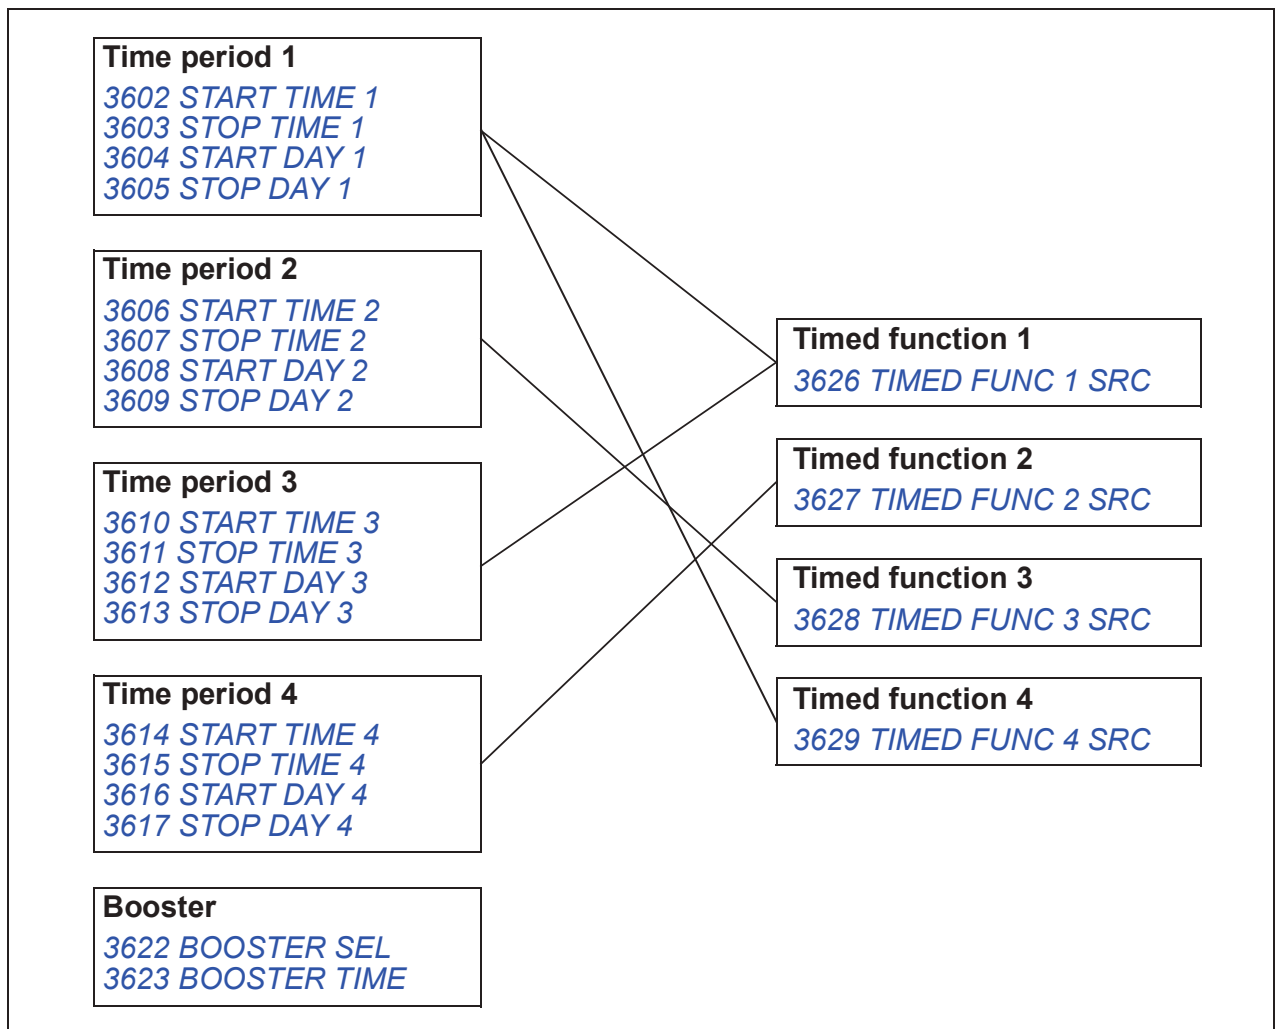 Time period 1
3602 START TIME 1
3603 STOP TIME 1
3604 START DAY 1
3605 STOP DAY 1
Time period 2
3606 START TIME 2
3607 STOP TIME 2
3608 START DAY 2
3609 STOP DAY 2
Time period 3
3610 START TIME 3
3611 STOP TIME 3
3612 START DAY 3
3613 STOP DAY 3
Time period 4
3614 START TIME 4
3615 STOP TIME 4
3616 START DAY 4
3617 STOP DAY 4
Booster
3622 BOOSTER SEL
3623 BOOSTER TIME
Timed function 1
3626 TIMED FUNC 1 SRC
Timed function 2
3627 TIMED FUNC 2 SRC
Timed function 3
3628 TIMED FUNC 3 SRC
Timed function 4
3629 TIMED FUNC 4 SRC